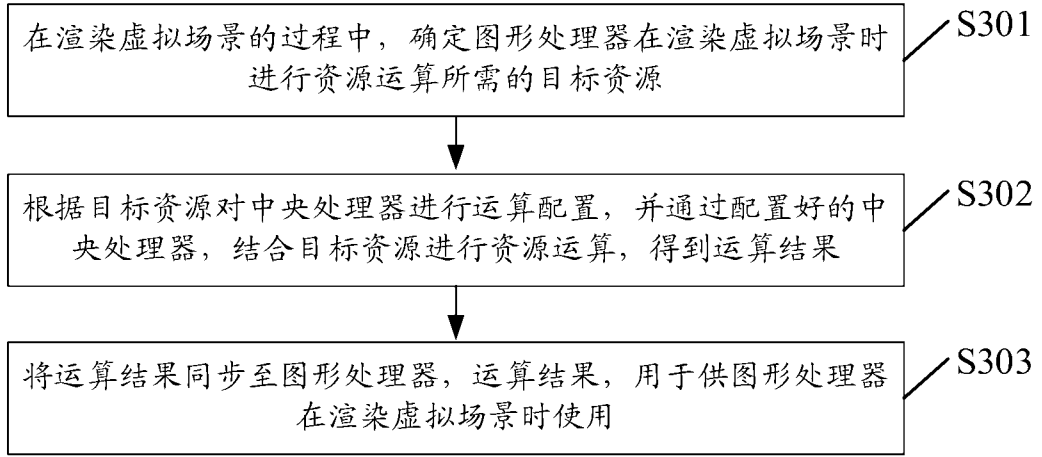 在渲染虚拟场景的过程中，确定图形处理器在渲染虚拟场景时
进行资源运算所需的目标资源
S301
根据目标资源对中央处理器进行运算配置，并通过配置好的中
央处理器，结合目标资源进行资源运算，得到运算结果
S302
将运算结果同步至图形处理器，运算结果，用于供图形处理器
在渲染虚拟场景时使用
S303